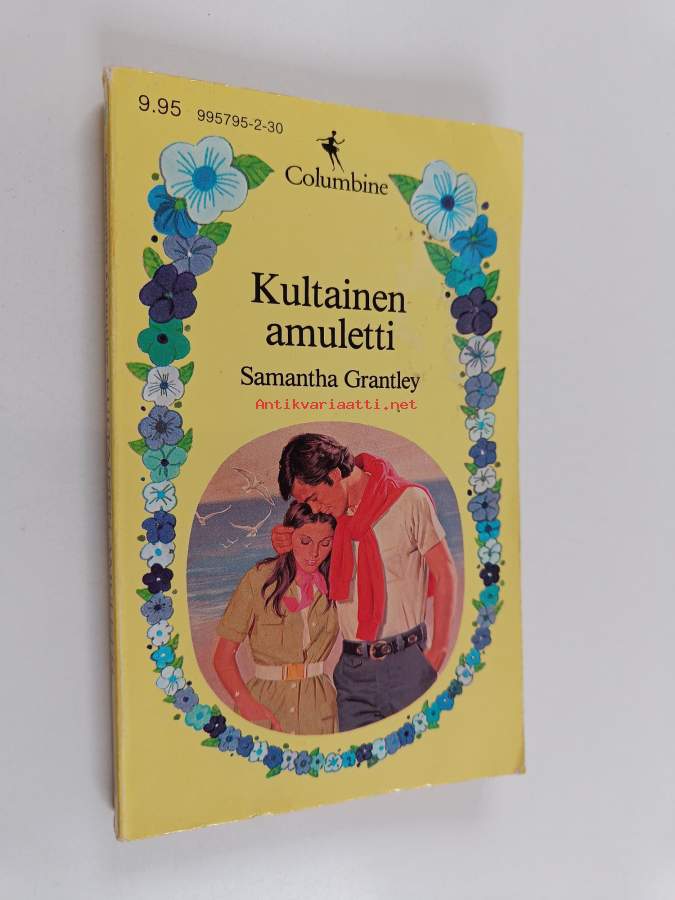 9.95 995795-2-30
Columbine
Kultainen
amuletti
Samantha Grantley
Antikvariaatti.net